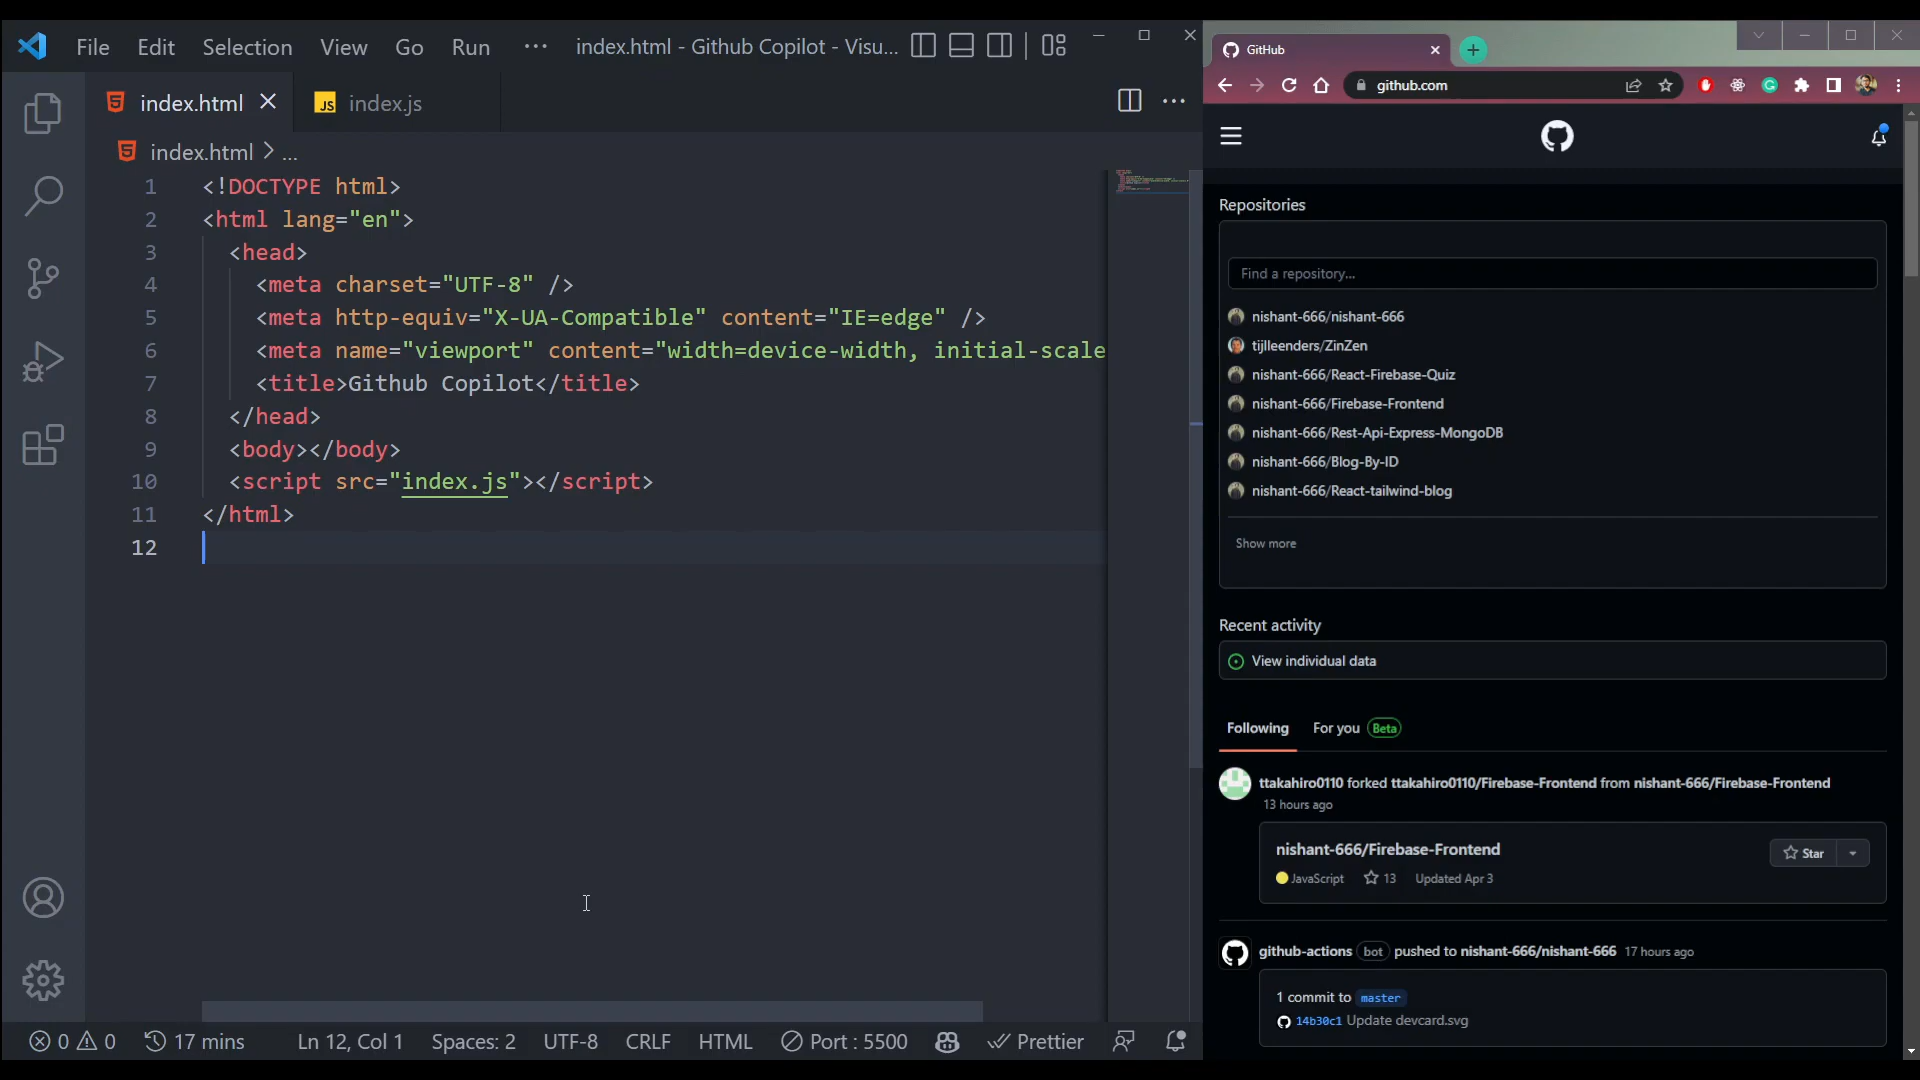 File Edit Selection View Go Run ··· index.html - Github Copilot - Visu...
index.html JS index.js
index.html > ...
1 <!DOCTYPE html>
2 <html lang="en">
3 <head>
4 <meta charset="UTF-8" />
5 <meta http-equiv="X-UA-Compatible" content="IE=edge" />
6 <meta name="viewport" content="width=device-width, initial-scale
7 <title>Github Copilot</title>
8 </head>
9 <body></body>
10 <script src="index.js"></script>
11 </html>
12
0 0 17 mins Ln 12, Col 1 Spaces: 2 UTF-8 CRLF HTML Port : 5500 Prettier
GitHub
github.com
Repositories
Find a repository...
nishant-666/nishant-666
tijlleenders/ZinZen
nishant-666/React-Firebase-Quiz
nishant-666/Firebase-Frontend
nishant-666/Rest-Api-Express-MongoDB
nishant-666/Blog-By-ID
nishant-666/React-tailwind-blog
Show more
Recent activity
View individual data
Following For you Beta
ttakahiro0110 forked ttakahiro0110/Firebase-Frontend from nishant-666/Firebase-Frontend
13 hours ago
nishant-666/Firebase-Frontend
Star
JavaScript 13 Updated Apr 3
github-actions bot pushed to nishant-666/nishant-666 17 hours ago
1 commit to master
14b30c1 Update devcard.svg